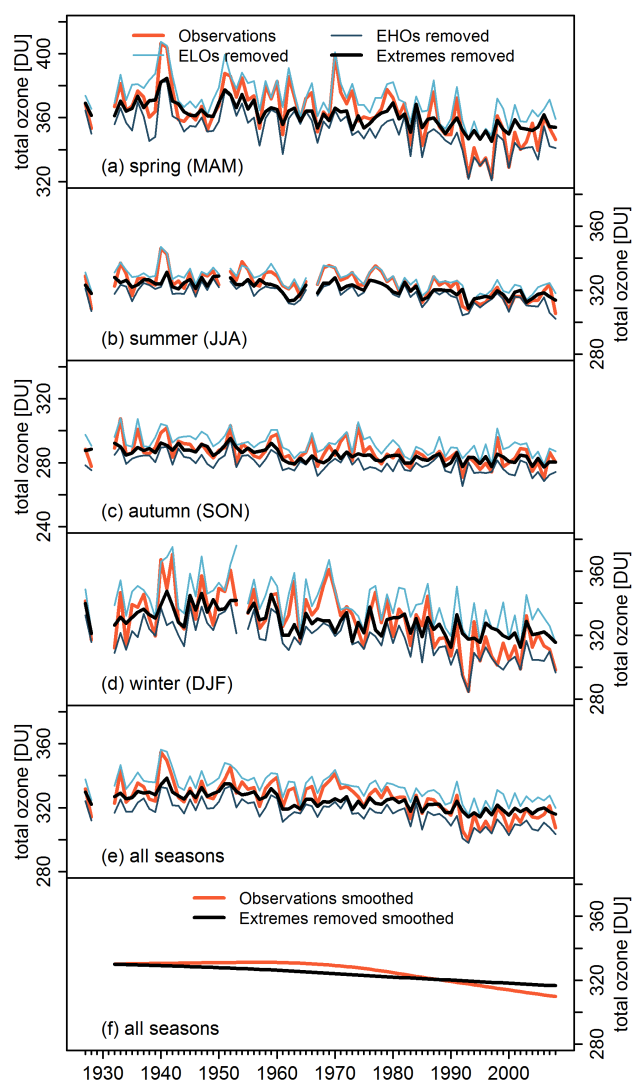 Observations EHOs removed
ELOs removed Extremes removed
total ozone [DU]
400
360
320
(a) spring (MAM)
total ozone [DU]
360
320
280
(b) summer (JJA)
total ozone [DU]
320
280
240
(c) autumn (SON)
total ozone [DU]
360
320
280
(d) winter (DJF)
total ozone [DU]
360
320
280
(e) all seasons
Observations smoothed
Extremes removed smoothed
total ozone [DU]
360
320
280
(f) all seasons
1930 1940 1950 1960 1970 1980 1990 2000